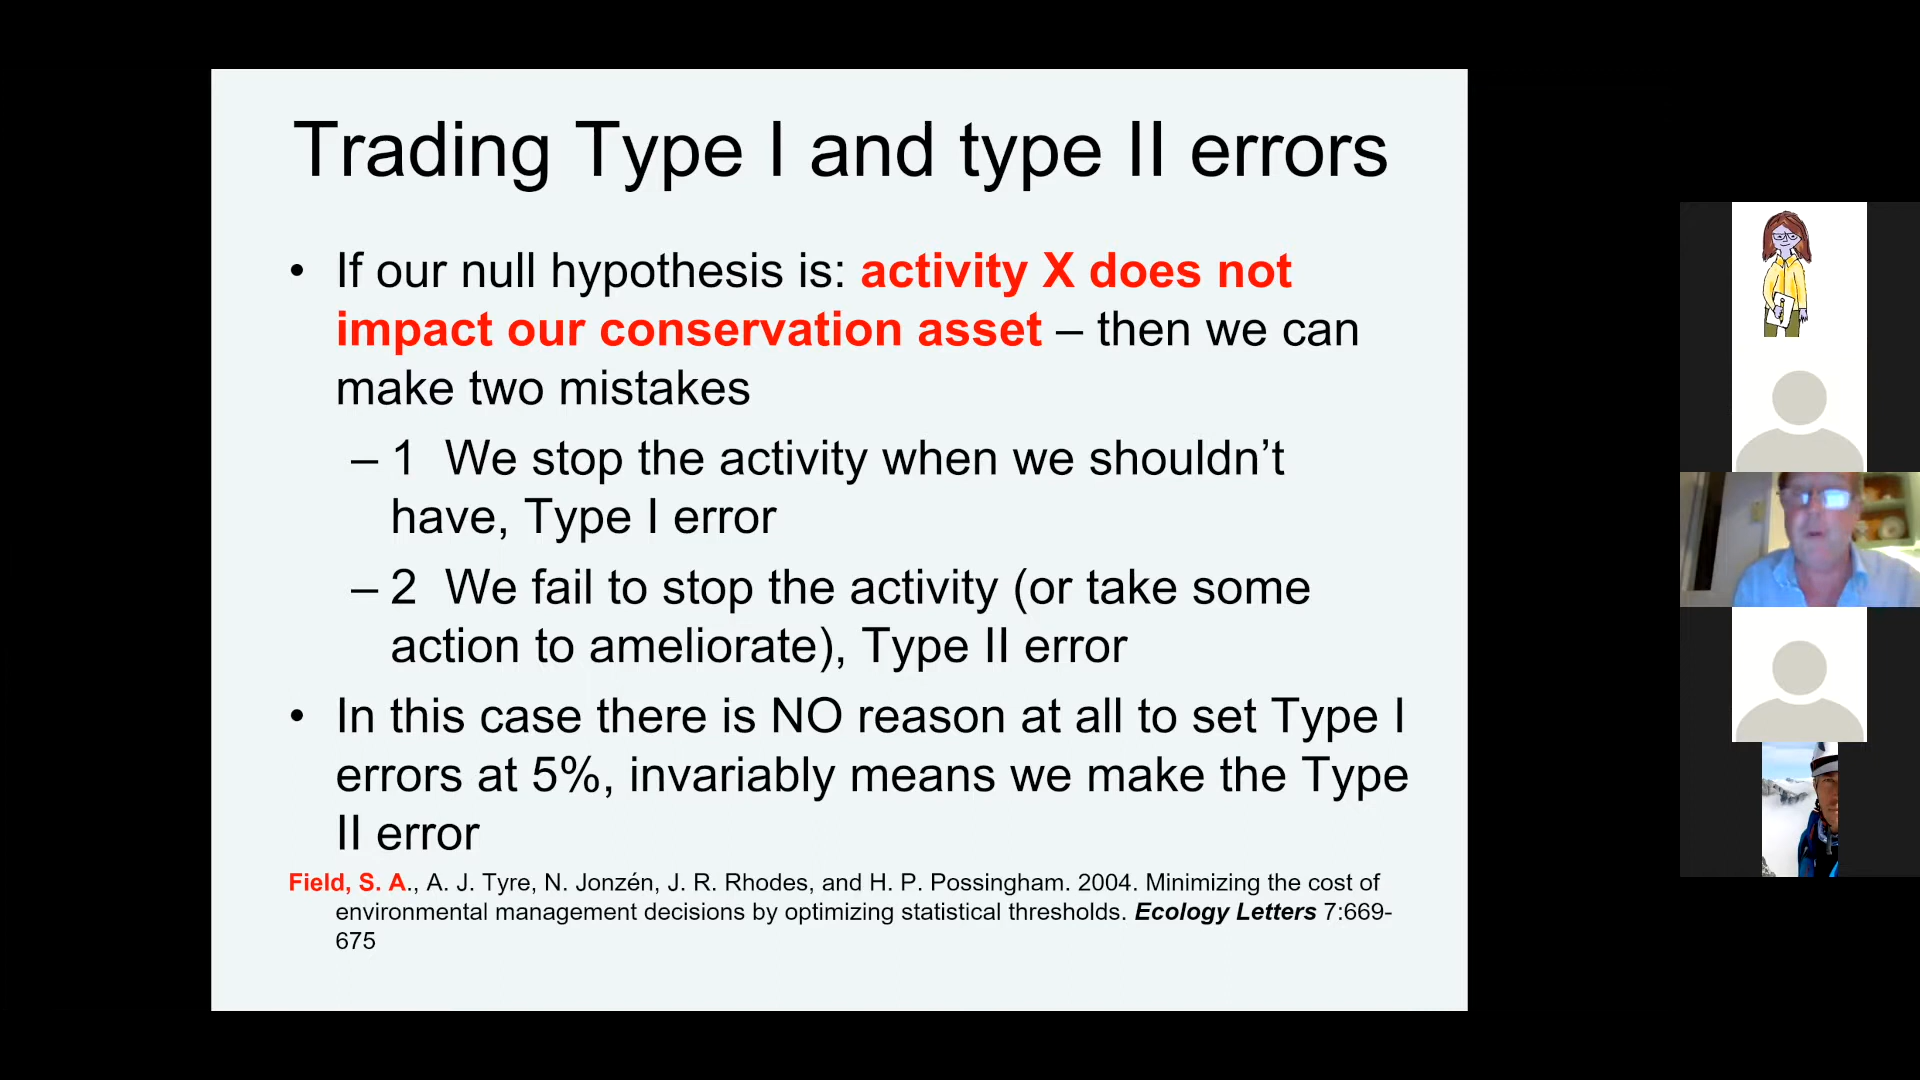 Trading Type I and type II errors
• If our null hypothesis is: activity X does not
impact our conservation asset – then we can
make two mistakes
– 1 We stop the activity when we shouldn’t
have, Type I error
– 2 We fail to stop the activity (or take some
action to ameliorate), Type II error
• In this case there is NO reason at all to set Type I
errors at 5%, invariably means we make the Type
II error
Field, S. A., A. J. Tyre, N. Jonzén, J. R. Rhodes, and H. P. Possingham. 2004. Minimizing the cost of
environmental management decisions by optimizing statistical thresholds. Ecology Letters 7:669-
675